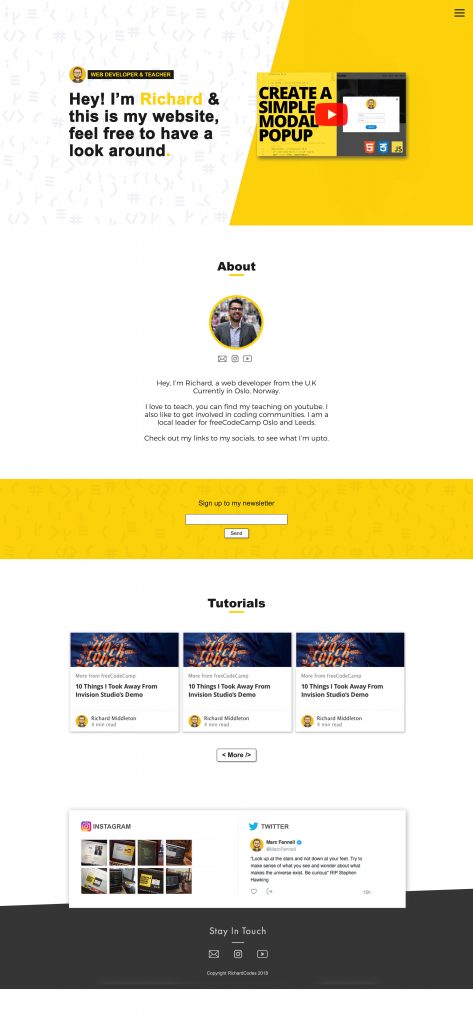 WEB DEVELOPER & TEACHER
Hey! I'm Richard &
this is my website,
feel free to have a
look around.
CREATE A
SIMPLE
MODAL
POPUP
JS
About
Hey, I'm Richard, a web developer from the U.K
Currently in Oslo, Norway.
I love to teach, you can find my teaching on youtube. I
also like to get involved in coding communities. I am a
local leader for freeCodeCamp Oslo and Leeds.
Check out my links to my socials, to see what I'm upto.
Sign up to my newsletter
Send
Tutorials
More from freeCodeCamp
10 Things I Took Away From
Invision Studio's Demo
Richard Middleton
4 min read
More from freeCodeCamp
10 Things I Took Away From
Invision Studio's Demo
Richard Middleton
4 min read
More from freeCodeCamp
10 Things I Took Away From
Invision Studio's Demo
Richard Middleton
4 min read
< More />
INSTAGRAM
TWITTER
Marc Fennell
@MarcFennell
"Look up at the stars and not down at your feet. Try to
make sense of what you see and wonder about what
makes the universe exist. Be curious" RIP Stephen
Hawking
15h
Stay In Touch
Copyright RichardCodes 2018